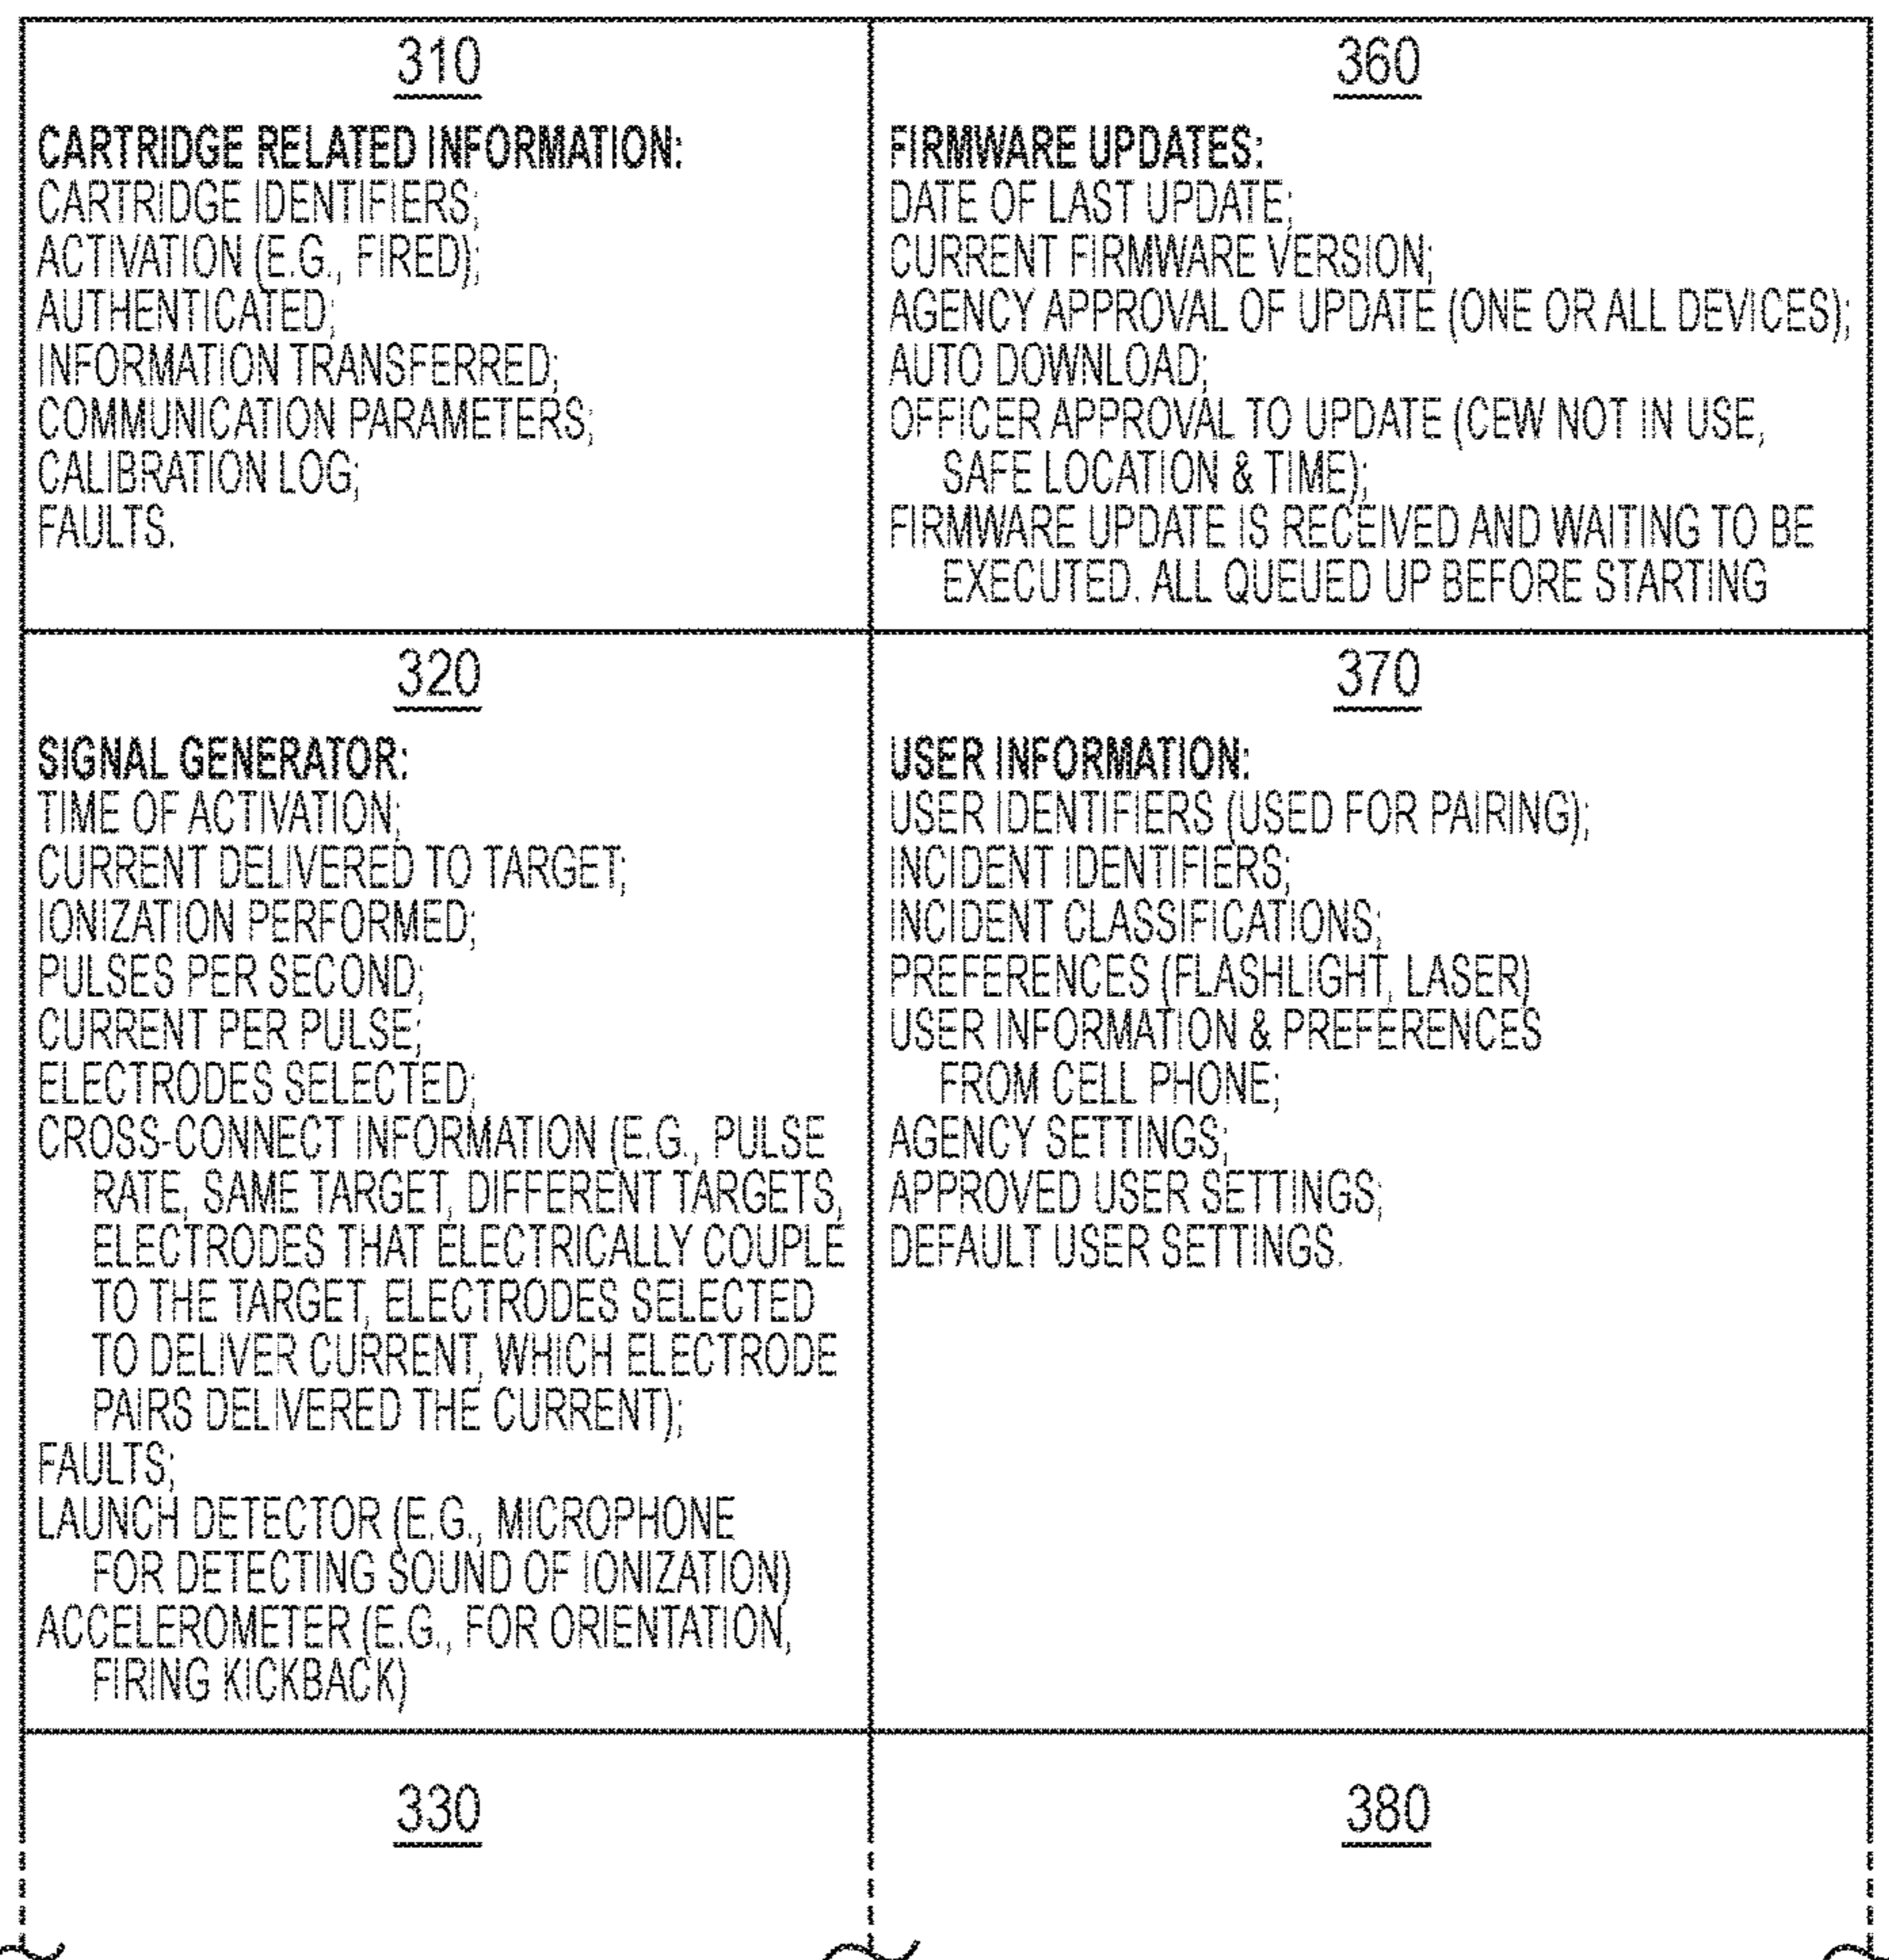 310
CARTRIDGE RELATED INFORMATION:
CARTRIDGE IDENTIFIERS;
ACTIVATION (E.G., FIRED);
AUTHENTICATED;
INFORMATION TRANSFERRED;
COMMUNICATION PARAMETERS;
CALIBRATION LOG;
FAULTS.
360
FIRMWARE UPDATES:
DATE OF LAST UPDATE;
CURRENT FIRMWARE VERSION;
AGENCY APPROVAL OF UPDATE (ONE OR ALL DEVICES);
AUTO DOWNLOAD;
OFFICER APPROVAL TO UPDATE (CEW NOT IN USE,
SAFE LOCATION & TIME);
FIRMWARE UPDATE IS RECEIVED AND WAITING TO BE
EXECUTED. ALL QUEUED UP BEFORE STARTING
320
SIGNAL GENERATOR:
TIME OF ACTIVATION;
CURRENT DELIVERED TO TARGET;
IONIZATION PERFORMED;
PULSES PER SECOND;
CURRENT PER PULSE;
ELECTRODES SELECTED;
CROSS-CONNECT INFORMATION (E.G., PULSE
RATE, SAME TARGET, DIFFERENT TARGETS,
ELECTRODES THAT ELECTRICALLY COUPLE
TO THE TARGET, ELECTRODES SELECTED
TO DELIVER CURRENT, WHICH ELECTRODE
PAIRS DELIVERED THE CURRENT);
FAULTS;
LAUNCH DETECTOR (E.G., MICROPHONE
FOR DETECTING SOUND OF IONIZATION)
ACCELEROMETER (E.G., FOR ORIENTATION,
FIRING KICKBACK)
370
USER INFORMATION:
USER IDENTIFIERS (USED FOR PAIRING);
INCIDENT IDENTIFIERS;
INCIDENT CLASSIFICATIONS;
PREFERENCES (FLASHLIGHT, LASER)
USER INFORMATION & PREFERENCES
FROM CELL PHONE;
AGENCY SETTINGS;
APPROVED USER SETTINGS;
DEFAULT USER SETTINGS.
330
380